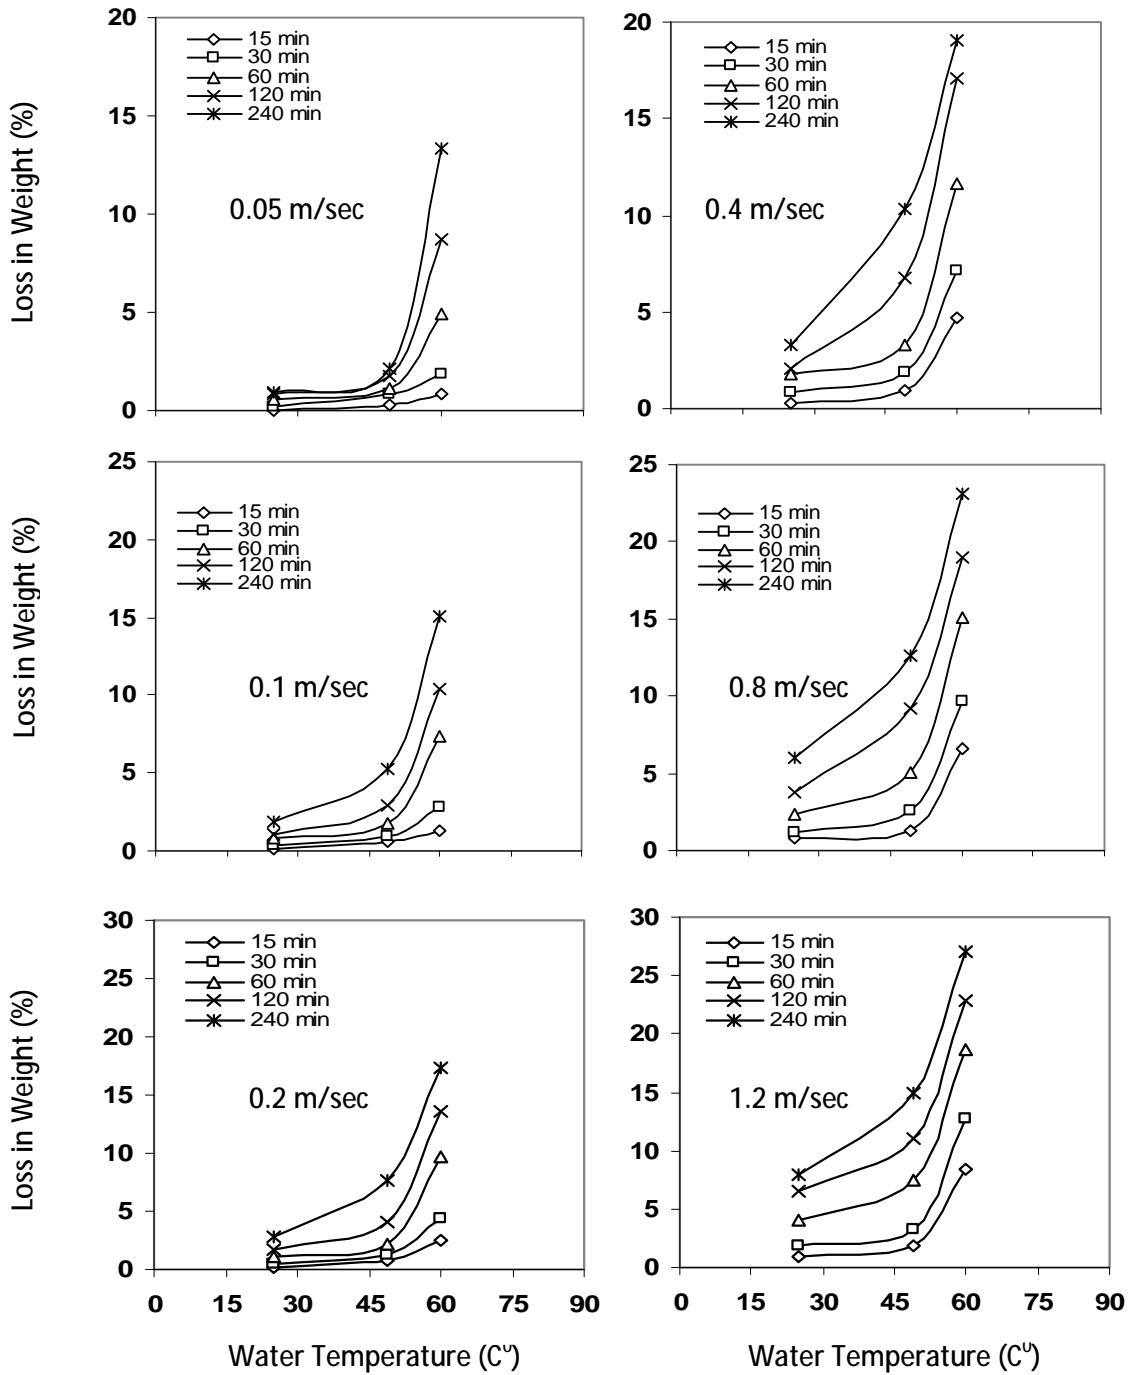 20
15
10
5
0
15 min
30 min
60 min
120 min
240 min
0.05 m/sec
Loss in Weight (%)
20
15
10
5
0
15 min
30 min
60 min
120 min
240 min
0.4 m/sec
25
20
15
10
5
0
15 min
30 min
60 min
120 min
240 min
0.1 m/sec
Loss in Weight (%)
25
20
15
10
5
0
15 min
30 min
60 min
120 min
240 min
0.8 m/sec
30
25
20
15
10
5
0
15 min
30 min
60 min
120 min
240 min
0.2 m/sec
Loss in Weight (%)
0 30 45 60 75 90
Water Temperature (C⁰)
30
25
20
15
10
5
0
15 min
30 min
60 min
120 min
240 min
1.2 m/sec
0 30 45 60 75 90
Water Temperature (C⁰)